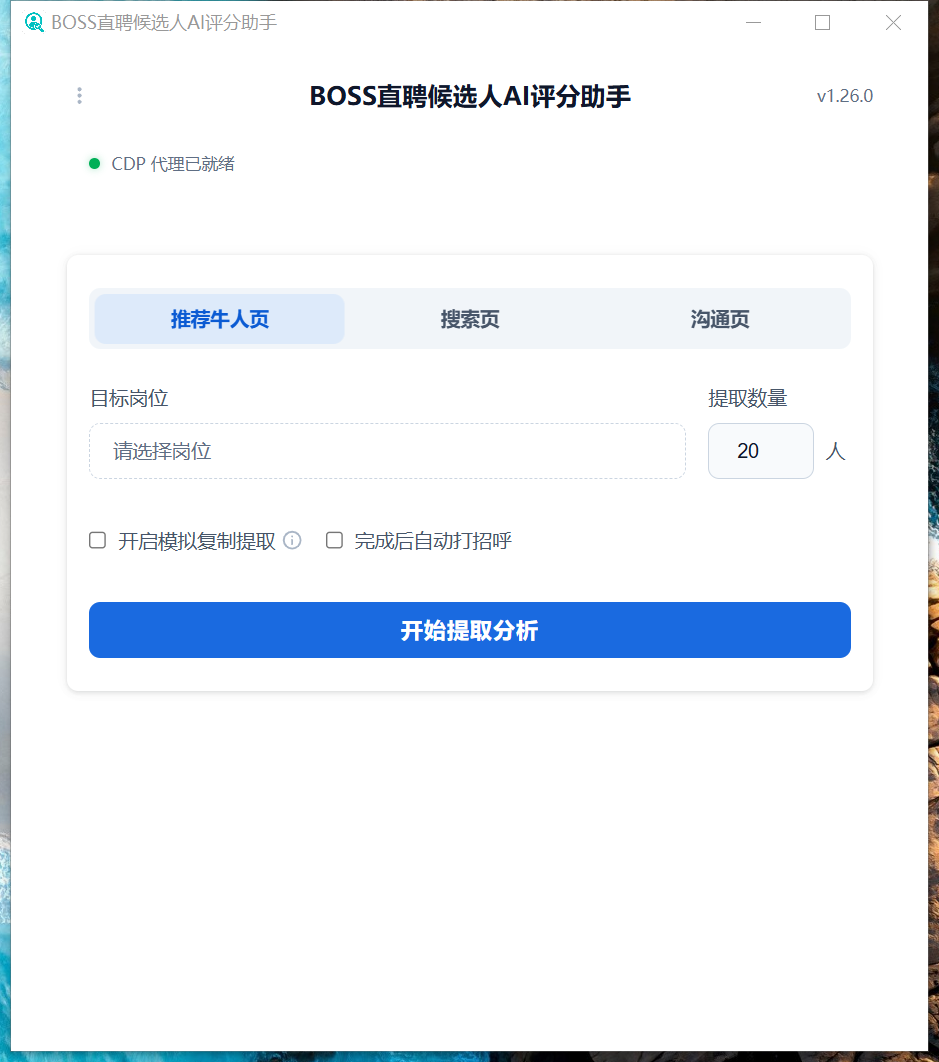 BOSS直聘候选人AI评分助手
BOSS直聘候选人AI评分助手
v1.26.0
CDP 代理已就绪
推荐牛人页
搜索页
沟通页
目标岗位
提取数量
请选择岗位
20
人
开启模拟复制提取
完成后自动打招呼
开始提取分析